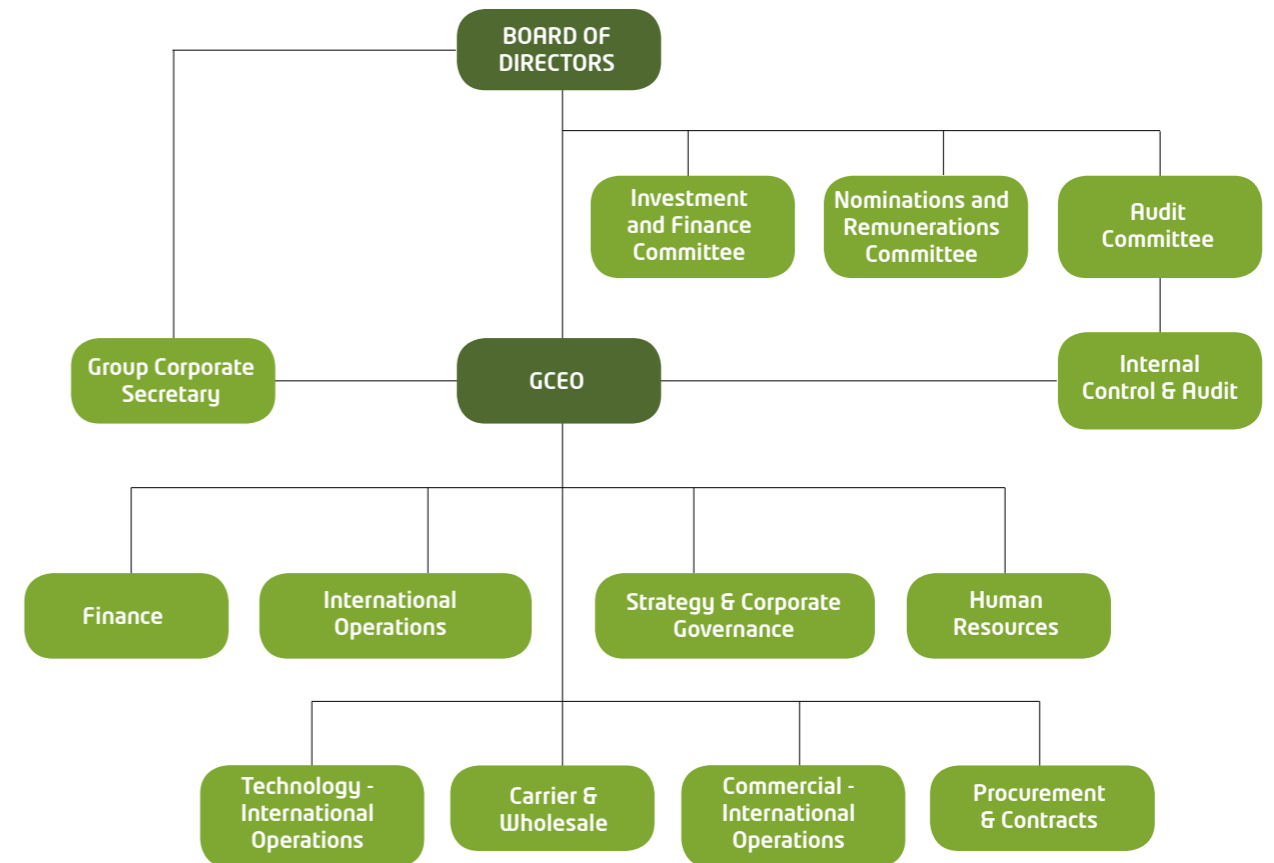 BOARD OF
DIRECTORS
Investment
and Finance
Committee
Nominations and
Remunerations
Committee
Audit
Committee
Group Corporate
Secretary
GCEO
Internal
Control & Audit
Finance
International
Operations
Strategy & Corporate
Governance
Human
Resources
Technology -
International
Operations
Carrier &
Wholesale
Commercial -
International
Operations
Procurement
& Contracts